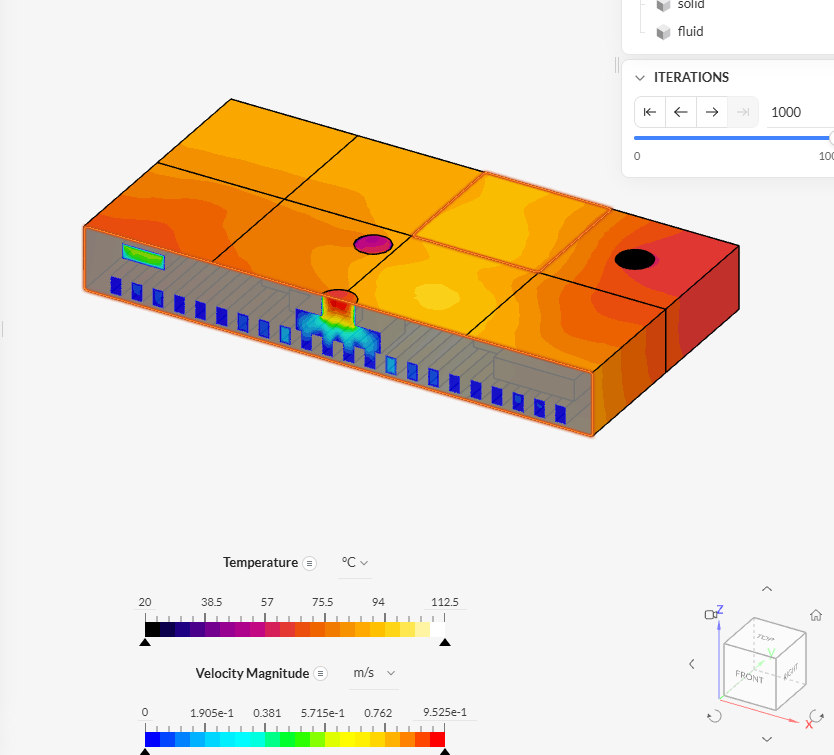 solid
fluid
ITERATIONS
1000
0
Temperature °C
20 38.5 57 75.5 94 112.5
Velocity Magnitude m/s
0 1.905e-1 0.381 5.715e-1 0.762 9.525e-1
Z
TOP
Y
FRONT
RIGHT
X